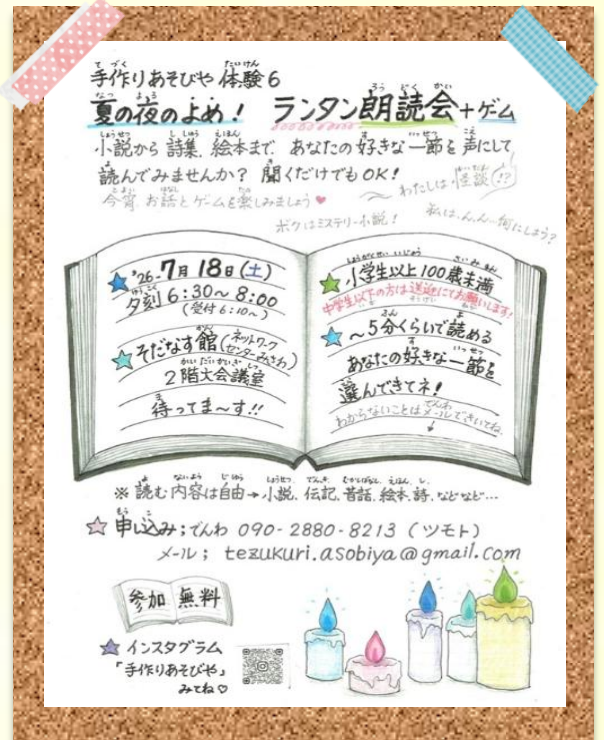 手作りあそびや 体験6
夏の夜のよめ! ランタン朗読会+ゲーム
小説から 詩集、絵本まで、あなたの好きな 一節を 声にして
読んでみませんか? 聞くだけでもOK!
わたしは、怪談(!?)
今宵 お話とゲームを楽しみましょう♥
ボクはミステリー小説!
私は、んん…何にしよう?
☆'26. 7月 18日(土)
夕刻 6:30〜8:00
(受付6:10〜)
☆そだなす館(ネットワークセンターみさわ)
2階大会議室
待ってま〜す!!
☆小学生以上100歳未満
中学生以下の方は送迎にてお願いします!
☆〜5分くらいで読める
あなたの好きな一節を
選んできてネ!
わからないことはメールできいてね。
↓
※ 読む内容は自由→小説、伝記、昔話、絵本、詩、などなど…
☆申し込み;でんわ 090-2880-8213(ツモト)
メール; tezukuri.asobiya@gmail.com
参加 無料
☆インスタグラム
「手作りあそびや」
みてね♡